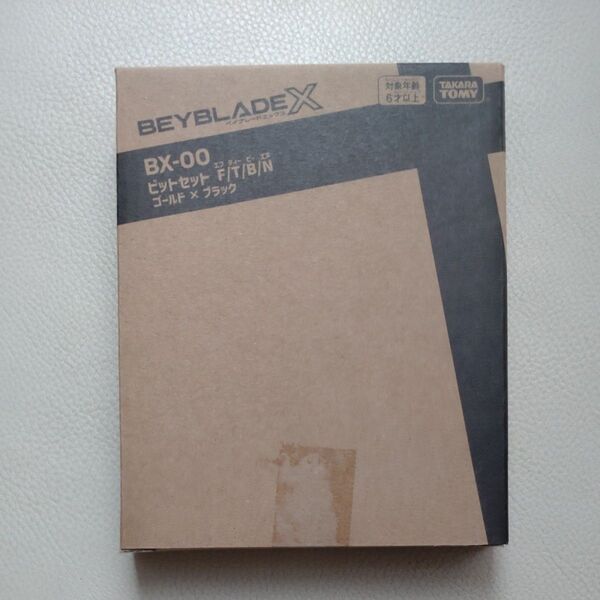 BEYBLADE X
ベイブレードエックス
対象年齢
6才以上
TAKARA
TOMY
BX-00
エフ ティー ビー エヌ
ビットセット F/T/B/N
ゴールド × ブラック